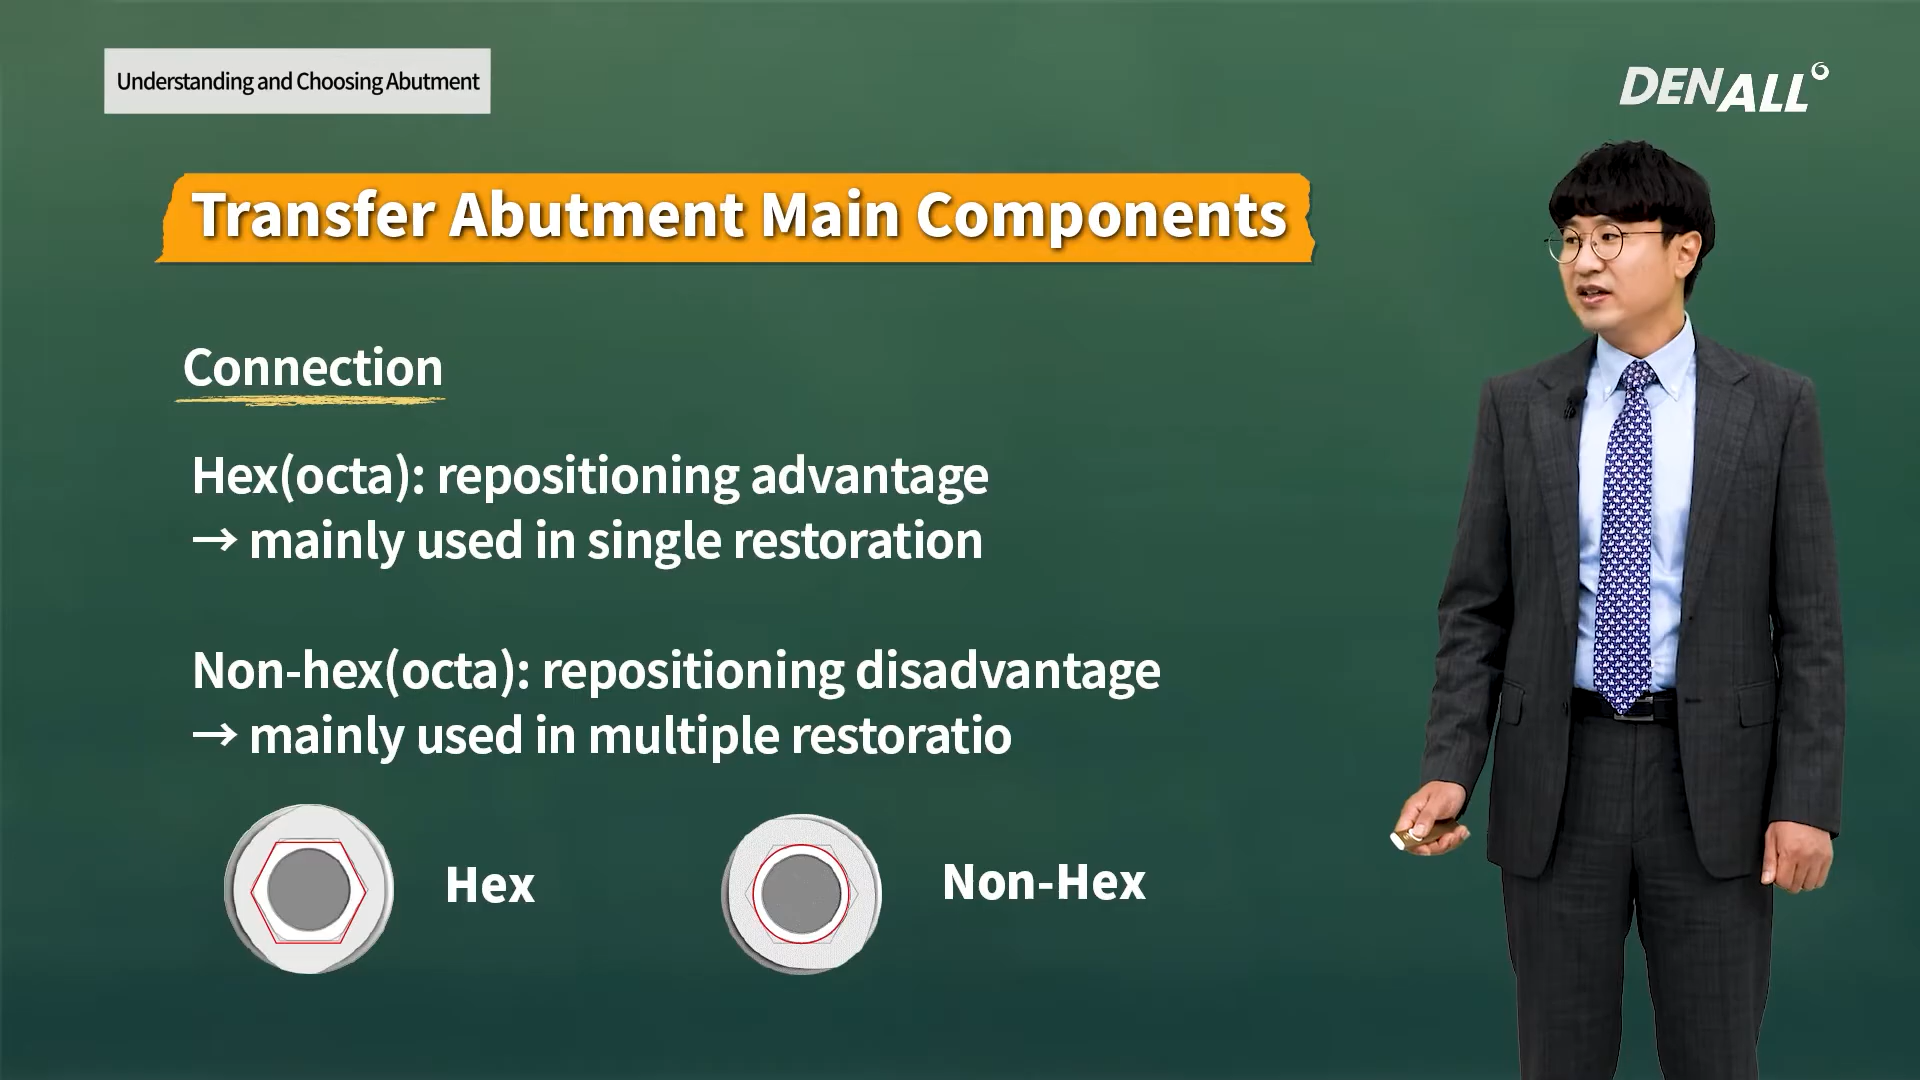 Understanding and Choosing Abutment
DENALL
Transfer Abutment Main Components
Connection
Hex(octa): repositioning advantage
→ mainly used in single restoration
Non-hex(octa): repositioning disadvantage
→ mainly used in multiple restoratio
Hex
Non-Hex